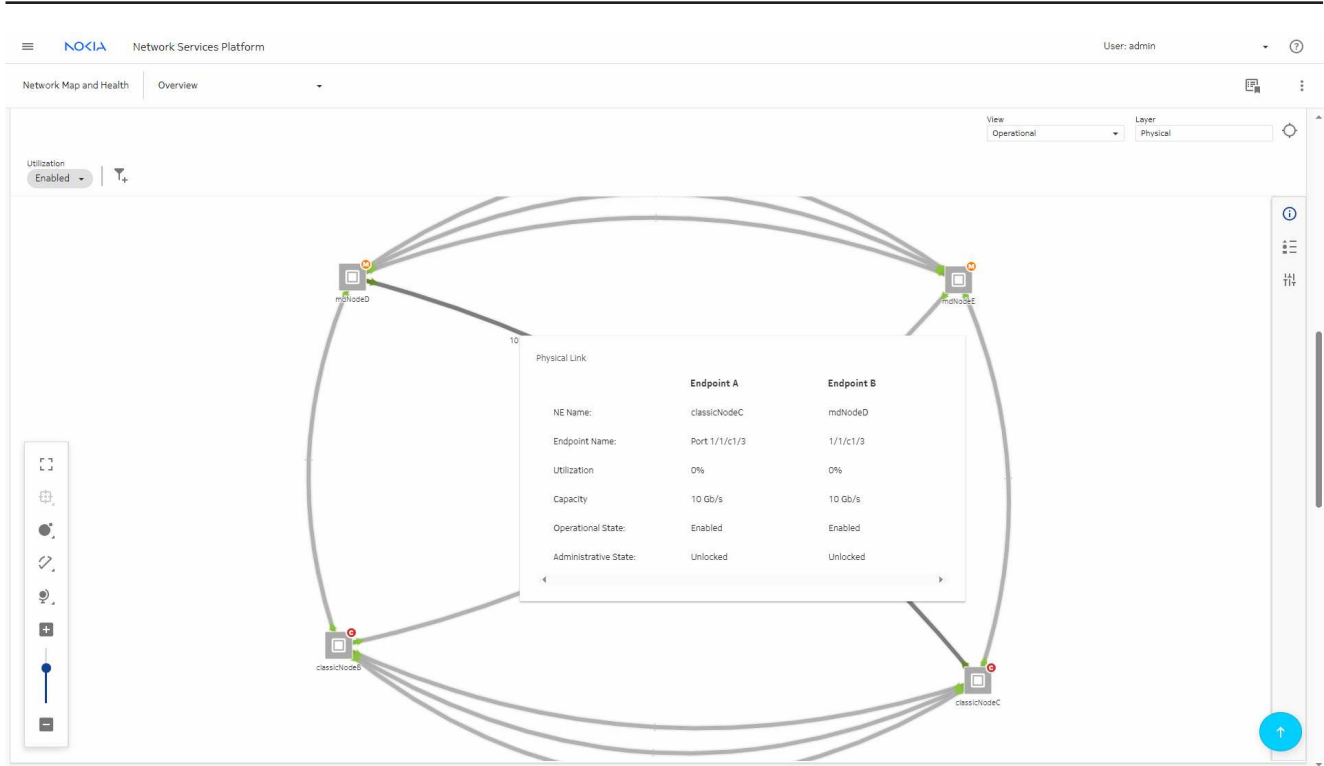 NOKIA Network Services Platform User: admin
Network Map and Health Overview
View Layer
Operational Physical
Utilization
Enabled
M M
mdNodeD mdNodeE
10
Physical Link
Endpoint A Endpoint B
NE Name: classicNodeC mdNodeD
Endpoint Name: Port 1/1/c1/3 1/1/c1/3
Utilization 0% 0%
Capacity 10 Gb/s 10 Gb/s
Operational State: Enabled Enabled
Administrative State: Unlocked Unlocked
C C
classicNodeB classicNodeC